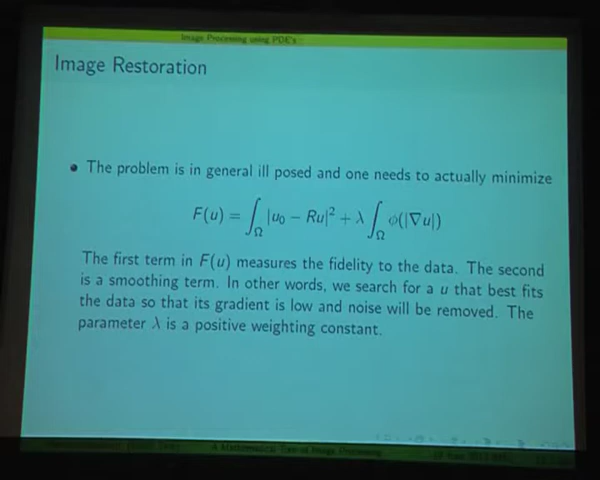 Image Processing using PDE's
Image Restoration
• The problem is in general ill posed and one needs to actually minimize
F(u) = ∫_Ω |u₀ − Ru|² + λ ∫_Ω ϕ(|∇u|)
The first term in F(u) measures the fidelity to the data. The second
is a smoothing term. In other words, we search for a u that best fits
the data so that its gradient is low and noise will be removed. The
parameter λ is a positive weighting constant.
A Mathematical Tour of Image Processing